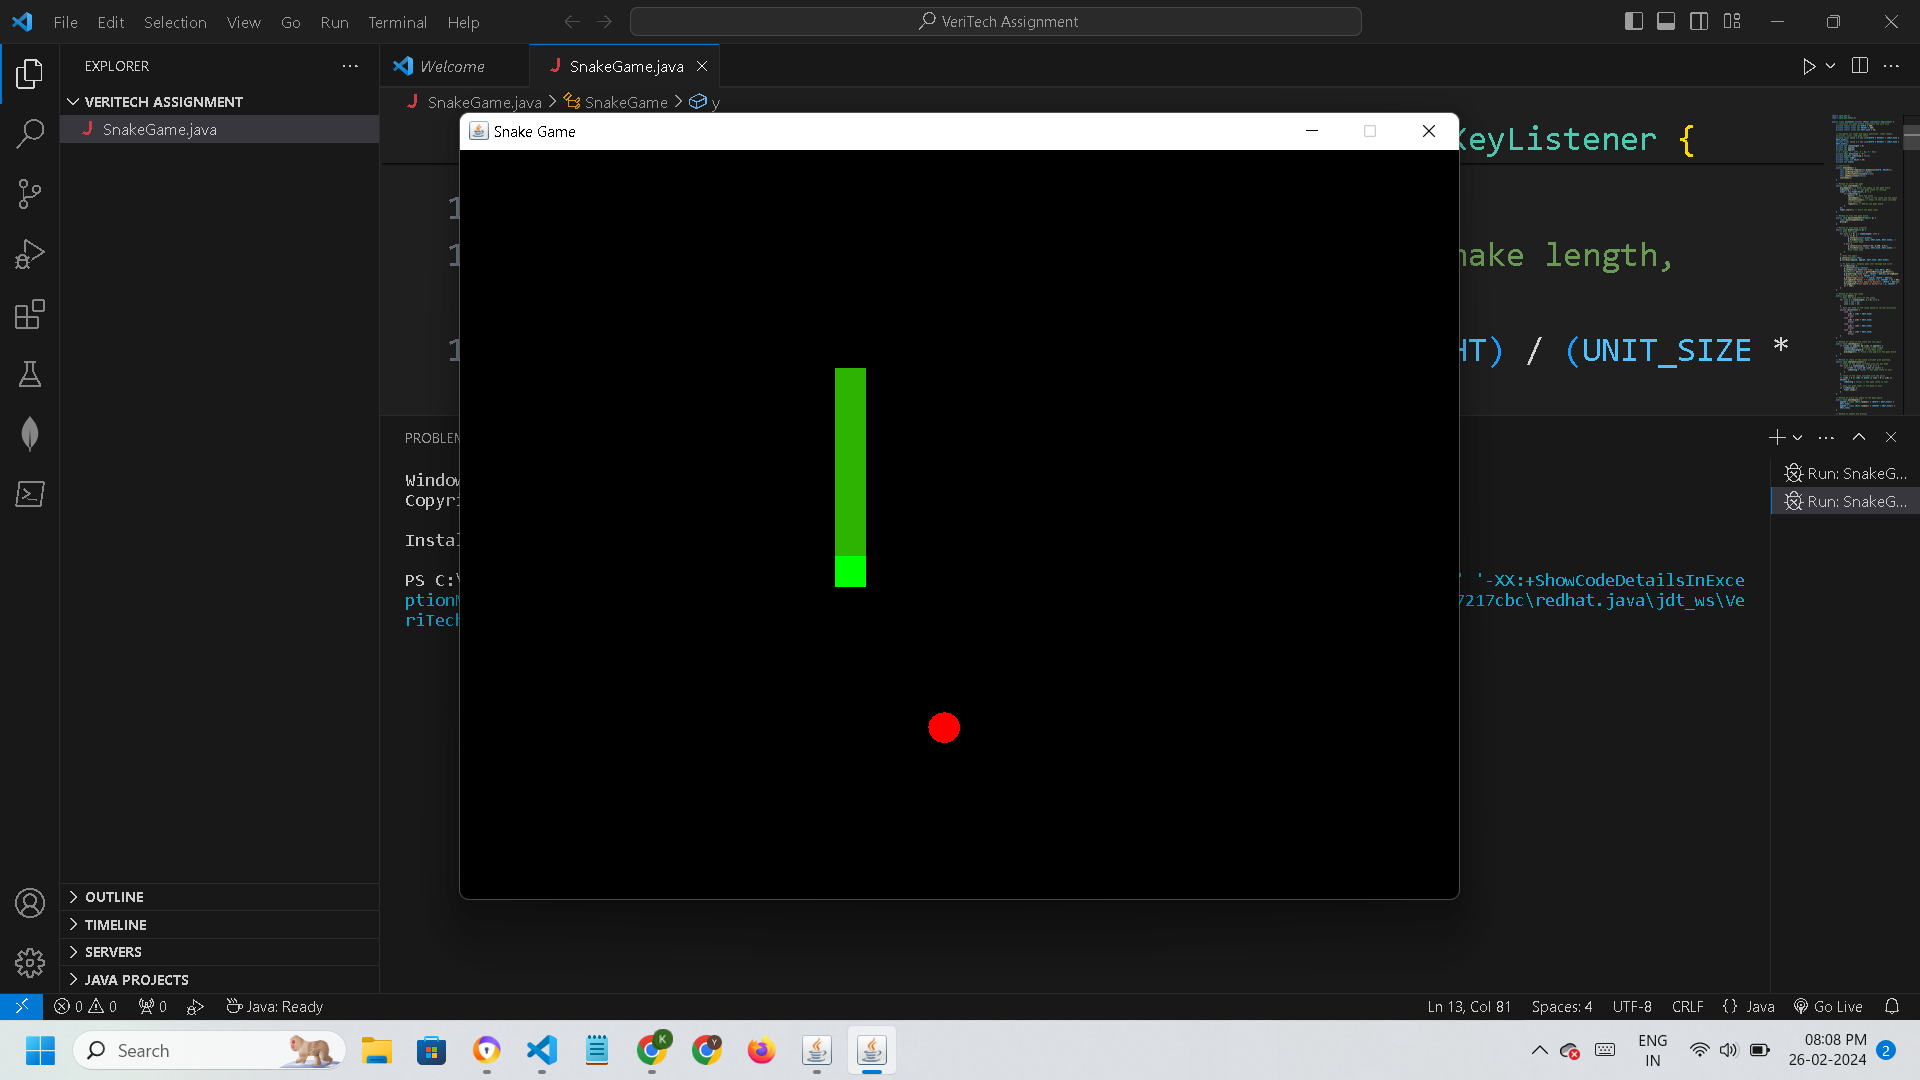 File Edit Selection View Go Run Terminal Help
VeriTech Assignment
EXPLORER
Welcome
J SnakeGame.java
VERITECH ASSIGNMENT
J SnakeGame.java > SnakeGame > y
J SnakeGame.java
Snake Game
KeyListener {
nake length,
HT) / (UNIT_SIZE *
PROBLEM
Window
Copyri
Instal
PS C:\
' '-XX:+ShowCodeDetailsInExce
ptionM
7217cbc\redhat.java\jdt_ws\Ve
riTech
Run: SnakeG...
Run: SnakeG...
OUTLINE
TIMELINE
SERVERS
JAVA PROJECTS
0 0 0 Java: Ready
Ln 13, Col 81 Spaces: 4 UTF-8 CRLF {} Java Go Live
Search
K
Y
ENG
IN
08:08 PM
26-02-2024
2